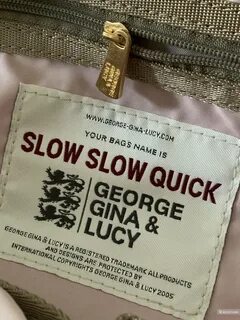 WWW.GEORGE-GINA-LUCY.COM
YOUR BAGS NAME IS
SLOW SLOW QUICK
GEORGE
GINA &
LUCY
GEORGE GINA & LUCY IS A REGISTERED TRADEMARK ALL PRODUCTS
AND DESIGNS ARE PROTECTED BY
INTERNATIONAL COPYRIGHTS GEORGE GINA & LUCY 2005